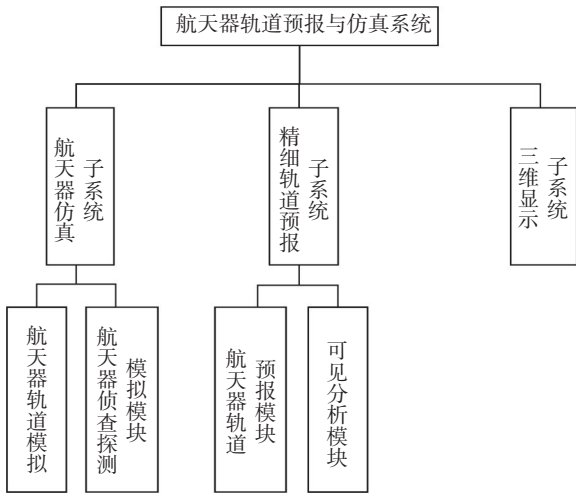 航天器轨道预报与仿真系统
航天器仿真
子系统
精细轨道预报
子系统
三维显示
子系统
航天器轨道模拟
航天器侦查探测
模拟模块
航天器轨道
预报模块
可见分析模块